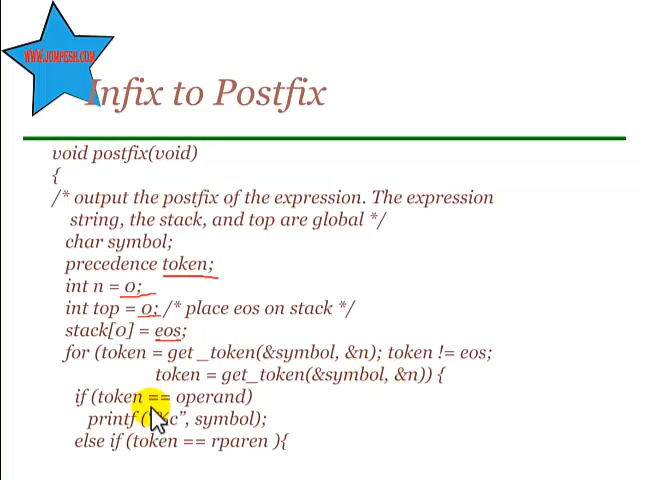 WWW.JOMPESH.COM
Infix to Postfix
void postfix(void)
{
/* output the postfix of the expression. The expression
string, the stack, and top are global */
char symbol;
precedence token;
int n = 0;
int top = 0; /* place eos on stack */
stack[0] = eos;
for (token = get _token(&symbol, &n); token != eos;
token = get_token(&symbol, &n)) {
if (token == operand)
printf ("%c”, symbol);
else if (token == rparen ){